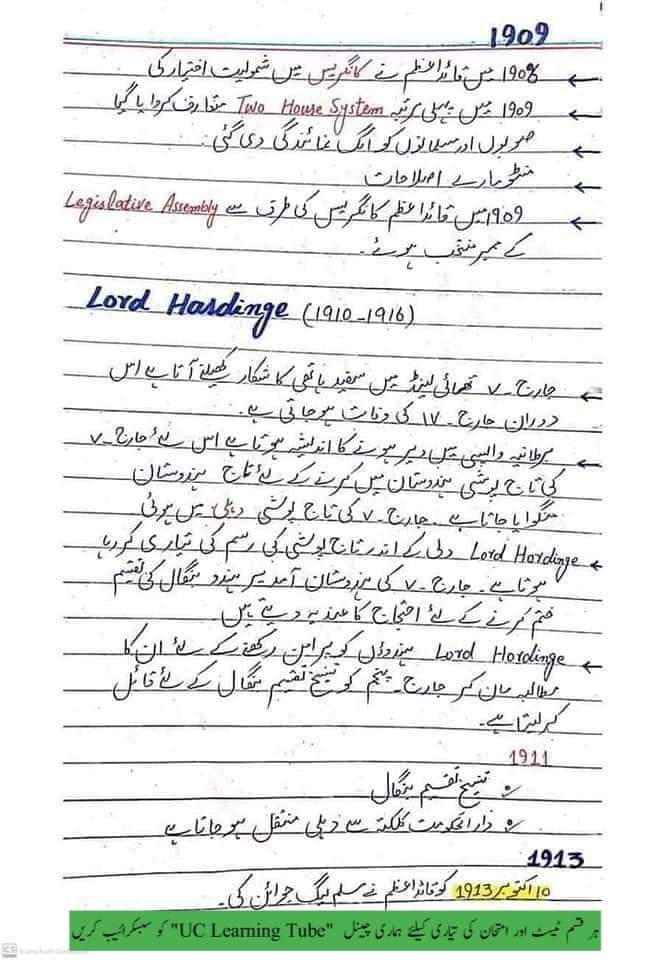 1909
← 1908 میں قائداعظم نے کانگریس میں شمولیت اختیار کی
← 1909 میں پہلی مرتبہ Two House System متعارف کروایا گیا
← صوبوں اور مسلمانوں کو الگ نمائندگی دی گئی۔
← منٹو مارلے اصلاحات
← 1909 میں قائداعظم کانگریس کی طرف سے Legislative Assembly
کے ممبر منتخب ہوئے۔
Lord Hardinge (1910-1916)
← جارج-V تھائی لینڈ میں سفید ہاتھی کا شکار کھیلنے آتا ہے اس
دوران جارج-IV کی وفات ہو جاتی ہے۔
← برطانیہ واپسی میں دیر ہونے کا اندیشہ ہوتا ہے اس لئے جارج-V
کی تاج پوشی ہندوستان میں کرنے کے لئے تاج ہندوستان
منگوایا جاتا ہے۔ جارج-V کی تاج پوشی دہلی میں ہوئی
← Lord Hardinge دلی کے اندر تاج پوشی کی رسم کی تیاری کر رہا
ہوتا ہے۔ جارج-V کی ہندوستان آمد پر ہندو بنگال کی تقسیم
ختم کرنے کے لئے احتجاج کا عندیہ دیتے ہیں
← Lord Hordinge ہندوؤں کو پرامن رکھنے کے لئے ان کا
مطالبہ مان کر جارج۔پنجم کو تنسیخ تقسیم بنگال کے لئے قائل
کر لیتا ہے۔
1911
تنسیخ تقسیم بنگال
دارالحکومت کلکتہ سے دہلی منتقل ہو جاتا ہے
1913
10 اکتوبر 1913 کو قائداعظم نے مسلم لیگ جوائن کی۔
ہر قسم ٹیسٹ اور امتحان کی تیاری کیلئے ہماری چینل "UC Learning Tube" کو سبسکرائیب کریں
CS